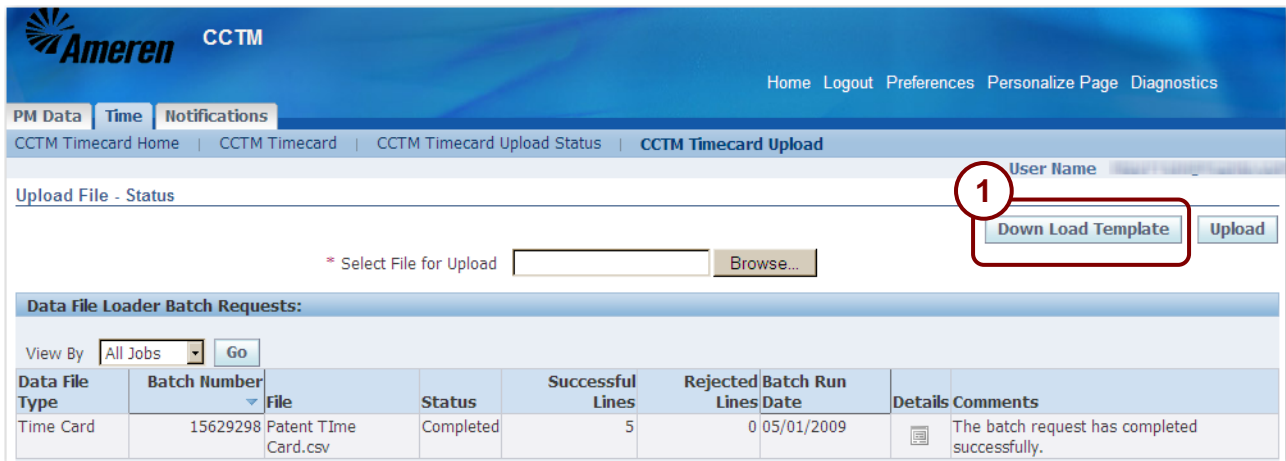 Ameren CCTM
Home Logout Preferences Personalize Page Diagnostics
PM Data Time Notifications
CCTM Timecard Home | CCTM Timecard | CCTM Timecard Upload Status | CCTM Timecard Upload
User Name
Upload File - Status
1
Down Load Template Upload
* Select File for Upload Browse...
Data File Loader Batch Requests:
View By All Jobs Go
Data File Type Batch Number File Status Successful Lines Rejected Lines Batch Run Date Details Comments
Time Card 15629298 Patent TIme Card.csv Completed 5 0 05/01/2009 The batch request has completed successfully.